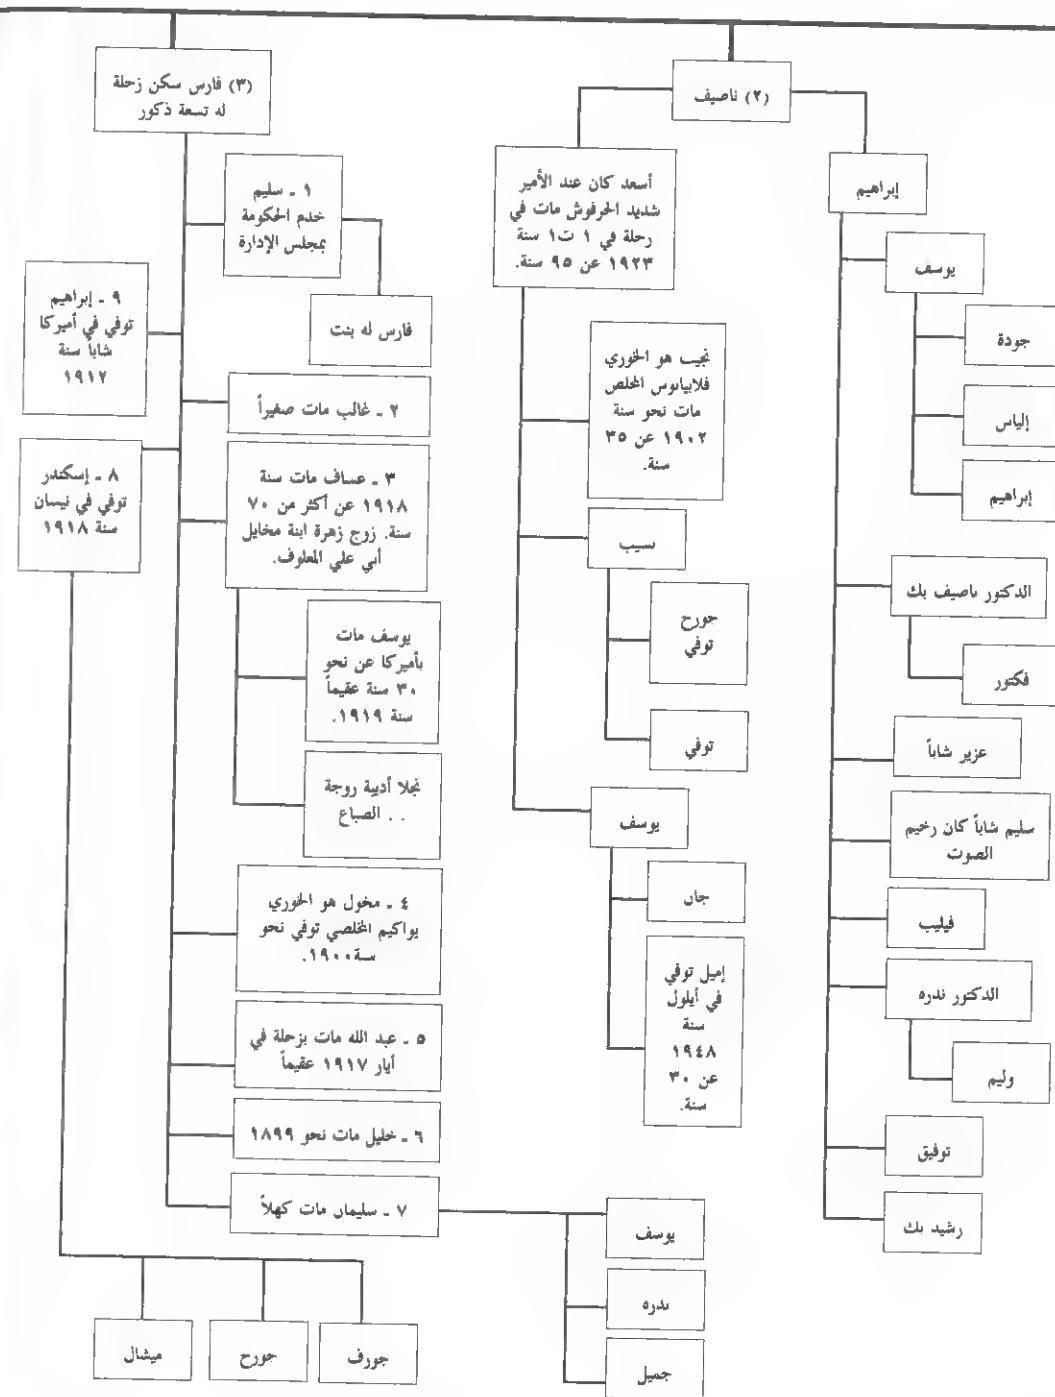 (٢) ناصيف
إبراهيم
يوسف
جودة
إلياس
إبراهيم
الدكتور ناصيف بك
فكتور
عزيز شاباً
سليم شاباً كان رخيم
الصوت
فيليب
الدكتور ندره
وليم
توفيق
رشيد بك
أسعد كان عند الأمير
شديد الحرفوش مات في
رحلة في ١ ت١ سنة
١٩٢٣ عن ٩٥ سنة.
نجيب هو الخوري
فلابيانوس المخلص
مات نحو سنة
١٩٠٢ عن ٣٥
سنة.
نسيب
جورج
توفي
توفي
يوسف
جان
إميل توفي
في أيلول
سنة
١٩٤٨
عن ٣٠
سنة.
(٣) فارس سكن زحلة
له تسعة ذكور
١ - سليم
خدم الحكومة
بمجلس الإدارة
فارس له بنت
٢ - غالب مات صغيراً
٣ - عساف مات سنة
١٩١٨ عن أكثر من ٧٠
سنة. زوج زهرة ابنة مخايل
أبي علي المعلوف.
يوسف مات
بأميركا عن نحو
٣٠ سنة عقيماً
سنة ١٩١٩.
نجلا أديبة زوجة
. . الصباغ
٤ - مخول هو الخوري
يواكيم المخلصي توفي نحو
سنة ١٩٠٠.
٥ - عبد الله مات بزحلة في
أيار ١٩١٧ عقيماً
٦ - خليل مات نحو ١٨٩٩
٧ - سليمان مات كهلاً
يوسف
ندره
جميل
٩ - إبراهيم
توفي في أميركا
شاباً سنة
١٩١٢
٨ - إسكندر
توفي في نيسان
سنة ١٩١٨
جورف
جورج
ميشال